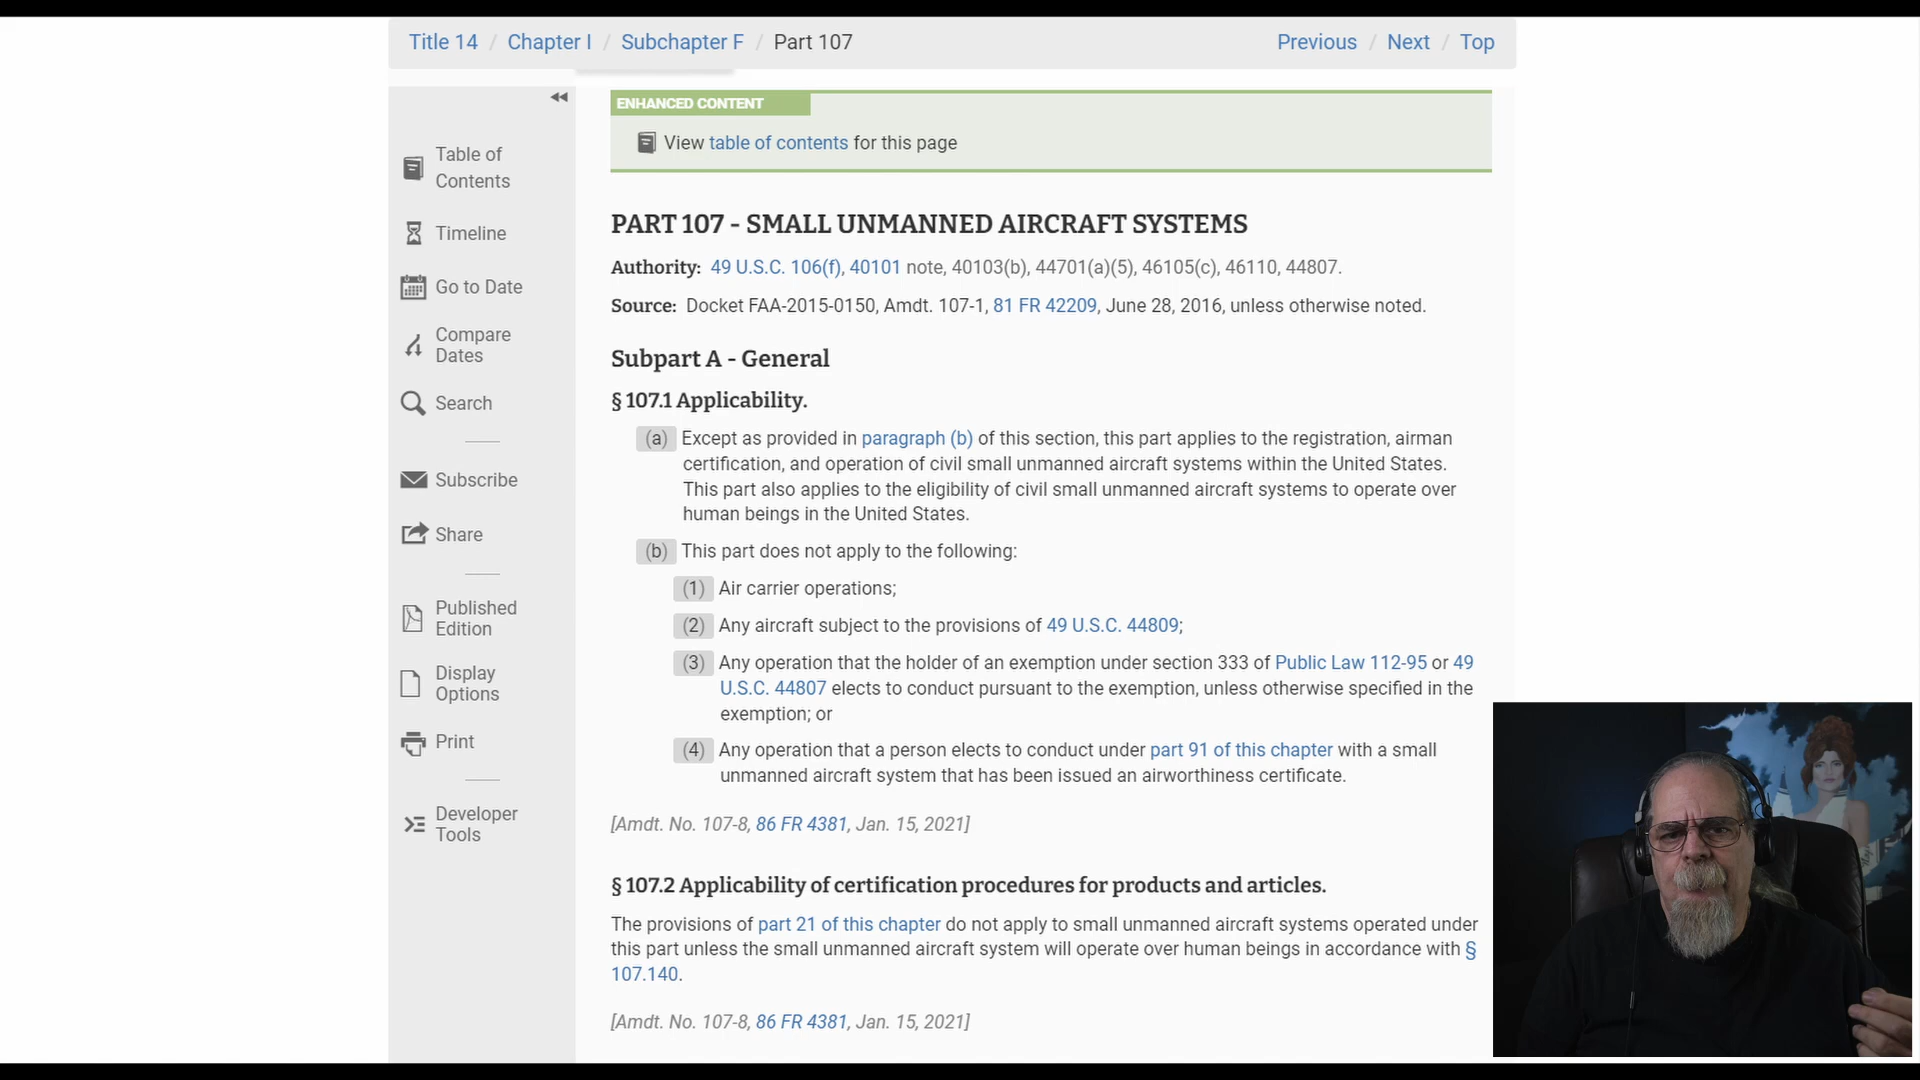 Title 14 / Chapter I / Subchapter F / Part 107
Previous / Next / Top
Table of
Contents
Timeline
Go to Date
Compare
Dates
Search
Subscribe
Share
Published
Edition
Display
Options
Print
Developer
Tools
ENHANCED CONTENT
View table of contents for this page
PART 107 - SMALL UNMANNED AIRCRAFT SYSTEMS
Authority: 49 U.S.C. 106(f), 40101 note, 40103(b), 44701(a)(5), 46105(c), 46110, 44807.
Source: Docket FAA-2015-0150, Amdt. 107-1, 81 FR 42209, June 28, 2016, unless otherwise noted.
Subpart A - General
§ 107.1 Applicability.
(a) Except as provided in paragraph (b) of this section, this part applies to the registration, airman
certification, and operation of civil small unmanned aircraft systems within the United States.
This part also applies to the eligibility of civil small unmanned aircraft systems to operate over
human beings in the United States.
(b) This part does not apply to the following:
(1) Air carrier operations;
(2) Any aircraft subject to the provisions of 49 U.S.C. 44809;
(3) Any operation that the holder of an exemption under section 333 of Public Law 112-95 or 49
U.S.C. 44807 elects to conduct pursuant to the exemption, unless otherwise specified in the
exemption; or
(4) Any operation that a person elects to conduct under part 91 of this chapter with a small
unmanned aircraft system that has been issued an airworthiness certificate.
[Amdt. No. 107-8, 86 FR 4381, Jan. 15, 2021]
§ 107.2 Applicability of certification procedures for products and articles.
The provisions of part 21 of this chapter do not apply to small unmanned aircraft systems operated under
this part unless the small unmanned aircraft system will operate over human beings in accordance with §
107.140.
[Amdt. No. 107-8, 86 FR 4381, Jan. 15, 2021]